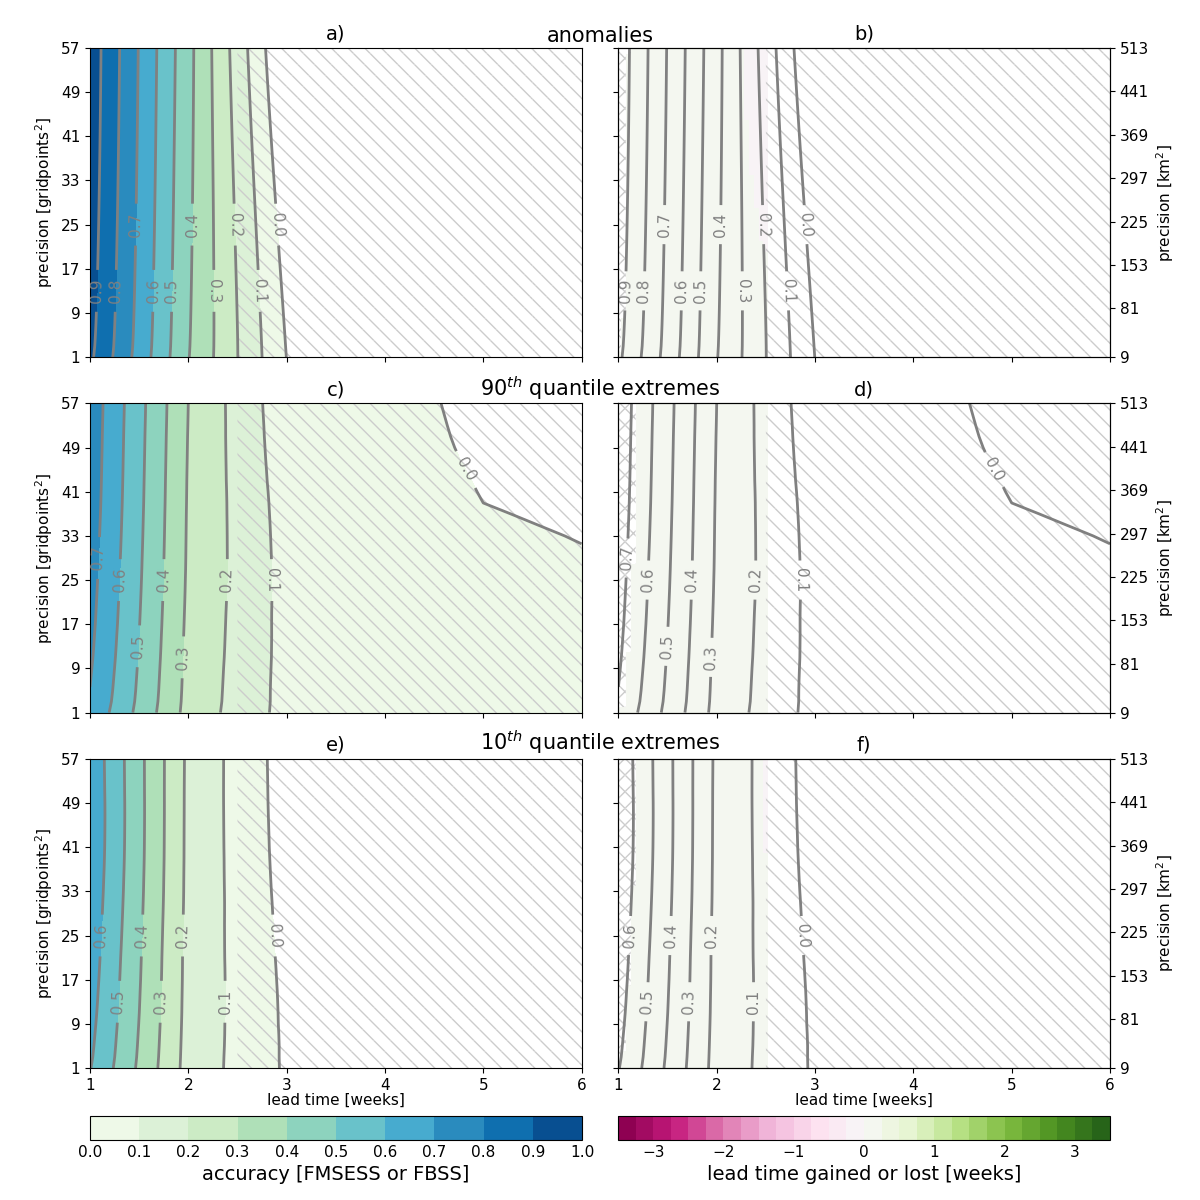 a) anomalies b)
57 513
49 441
41 369
33 297
25 225
17 153
9 81
1 9
precision [gridpoints²]
precision [km²]
0.9 0.8 0.7 0.6 0.5 0.4 0.3 0.2 0.1 0.0
0.9 0.8 0.7 0.6 0.5 0.4 0.3 0.2 0.1 0.0
c) 90th quantile extremes d)
57 513
49 441
41 369
33 297
25 225
17 153
9 81
1 9
precision [gridpoints²]
precision [km²]
0.7 0.6 0.5 0.4 0.3 0.2 0.1 0.0
0.7 0.6 0.5 0.4 0.3 0.2 0.1 0.0
e) 10th quantile extremes f)
57 513
49 441
41 369
33 297
25 225
17 153
9 81
1 9
precision [gridpoints²]
precision [km²]
0.6 0.5 0.4 0.3 0.2 0.1 0.0
0.6 0.5 0.4 0.3 0.2 0.1 0.0
1 2 3 4 5 6 1 2 3 4 5 6
lead time [weeks] lead time [weeks]
0.0 0.1 0.2 0.3 0.4 0.5 0.6 0.7 0.8 0.9 1.0
accuracy [FMSESS or FBSS]
−3 −2 −1 0 1 2 3
lead time gained or lost [weeks]